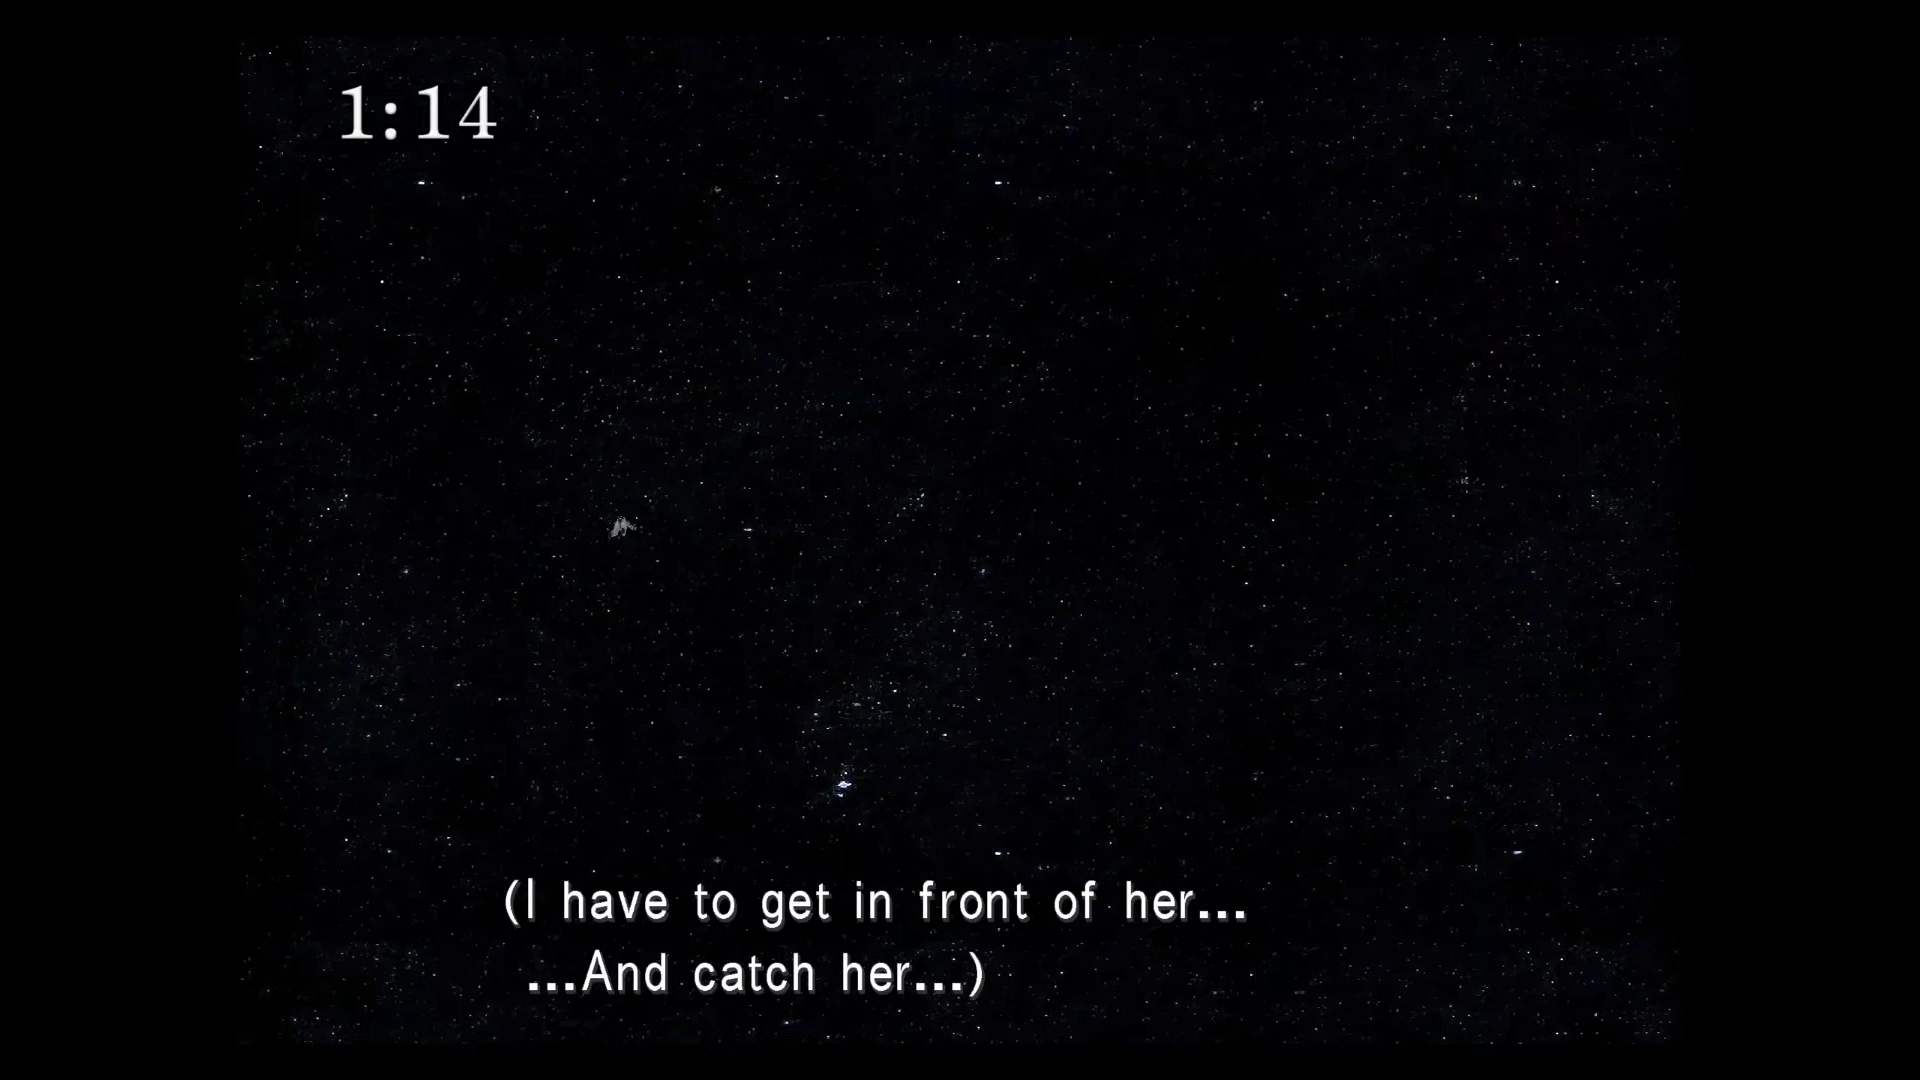 1:14
(I have to get in front of her...
...And catch her...)